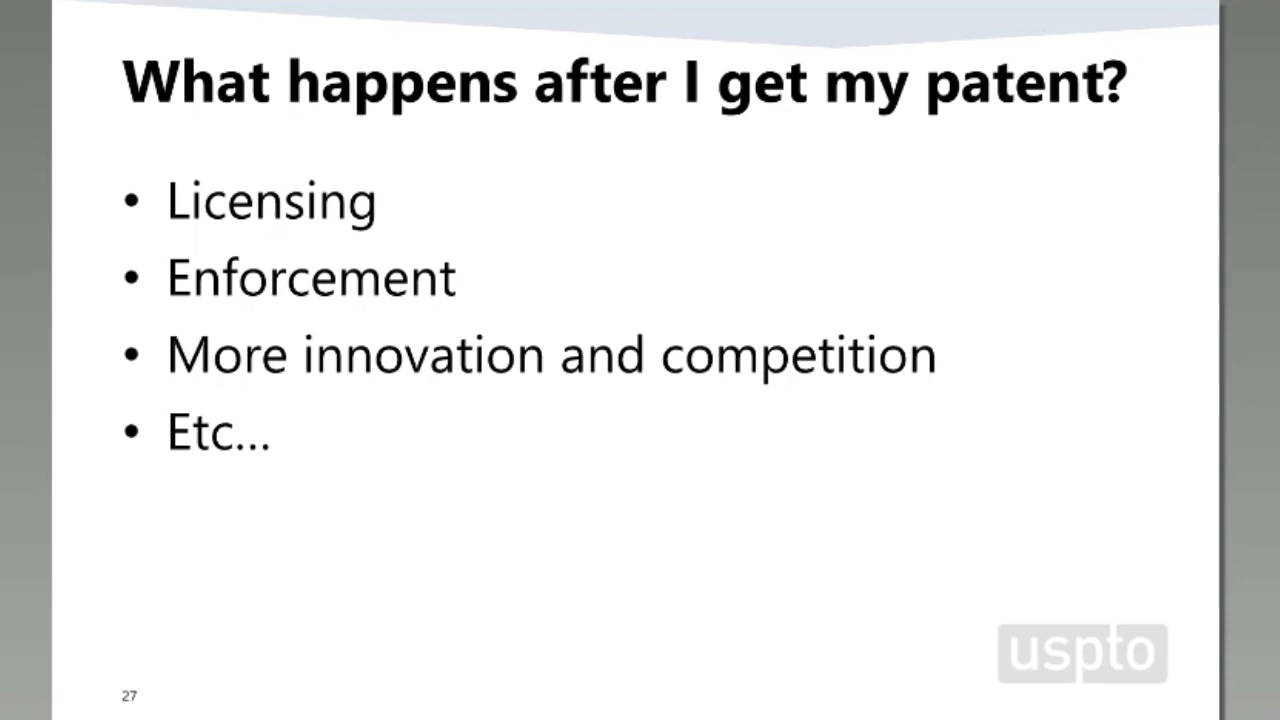 What happens after I get my patent?
• Licensing
• Enforcement
• More innovation and competition
• Etc...
uspto
27